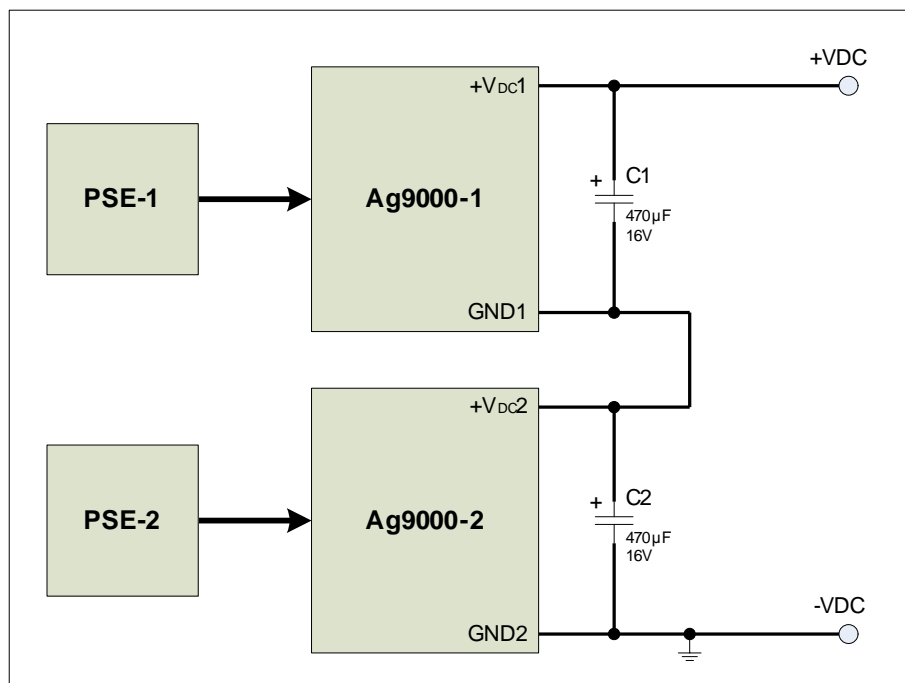 +VDC
+VDC1
PSE-1
Ag9000-1
+ C1
470µF
16V
GND1
+VDC2
PSE-2
Ag9000-2
+ C2
470µF
16V
GND2
-VDC